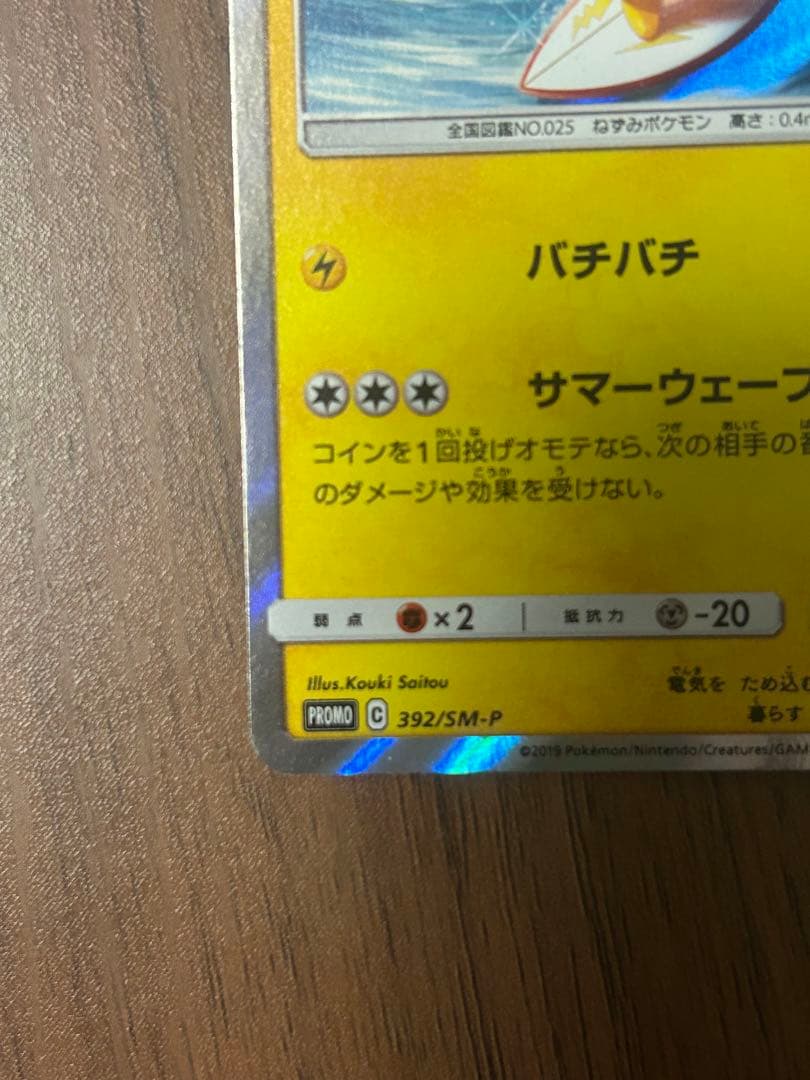 全国図鑑NO.025 ねずみポケモン 高さ：0.4m
バチバチ
サマーウェーブ
コインを1回投げオモテなら、次の相手の番
のダメージや効果を受けない。
弱点 ×2 抵抗力 -20
Illus.Kouki Saitou
電気を ため込む
PROMO C 392/SM-P
暮らす
©2019 Pokémon/Nintendo/Creatures/GAM